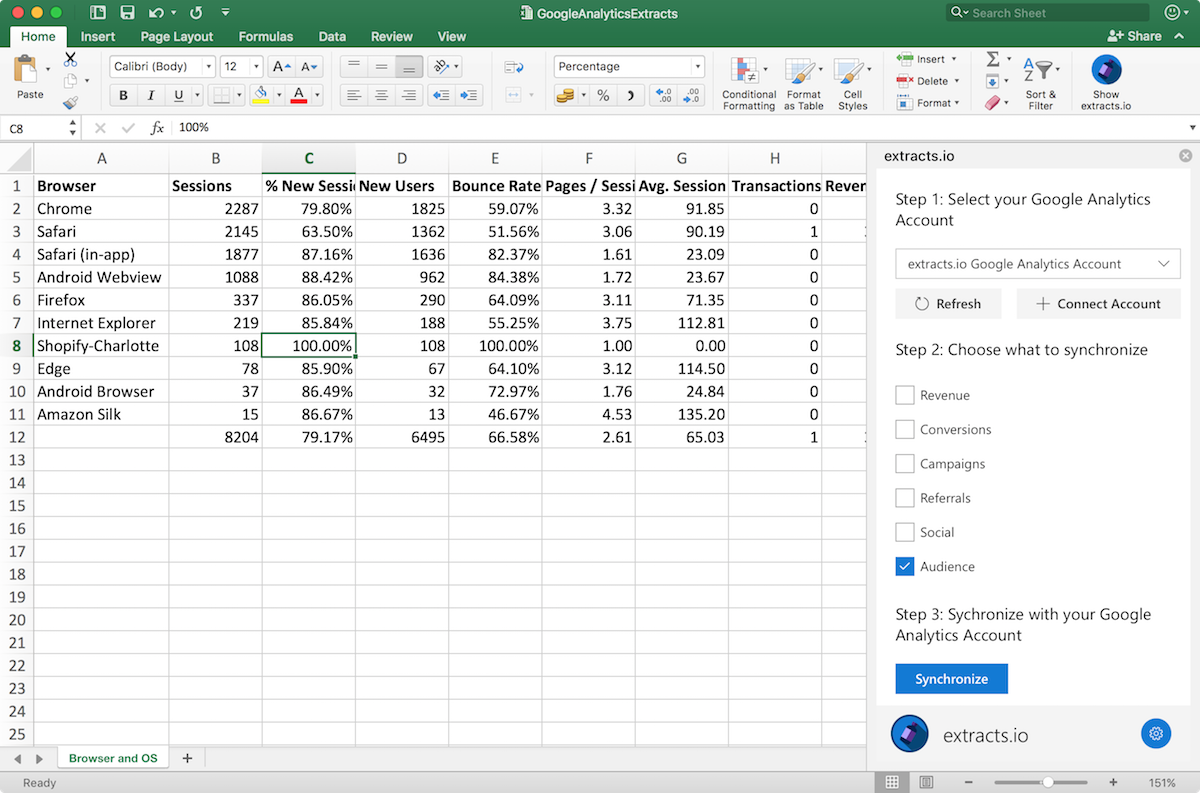 GoogleAnalyticsExtracts
Search Sheet
Home Insert Page Layout Formulas Data Review View
Share
Paste
Calibri (Body) 12
Percentage
B I U A
%
Conditional Formatting
Format as Table
Cell Styles
Insert
Delete
Format
Sort & Filter
Show extracts.io
C8 fx 100%
A B C D E F G H
1 Browser Sessions % New Sessi New Users Bounce Rate Pages / Sessi Avg. Session Transactions Rever
2 Chrome 2287 79.80% 1825 59.07% 3.32 91.85 0
3 Safari 2145 63.50% 1362 51.56% 3.06 90.19 1
4 Safari (in-app) 1877 87.16% 1636 82.37% 1.61 23.09 0
5 Android Webview 1088 88.42% 962 84.38% 1.72 23.67 0
6 Firefox 337 86.05% 290 64.09% 3.11 71.35 0
7 Internet Explorer 219 85.84% 188 55.25% 3.75 112.81 0
8 Shopify-Charlotte 108 100.00% 108 100.00% 1.00 0.00 0
9 Edge 78 85.90% 67 64.10% 3.12 114.50 0
10 Android Browser 37 86.49% 32 72.97% 1.76 24.84 0
11 Amazon Silk 15 86.67% 13 46.67% 4.53 135.20 0
12 8204 79.17% 6495 66.58% 2.61 65.03 1
13
14
15
16
17
18
19
20
21
22
23
24
25
Browser and OS +
Ready
extracts.io
Step 1: Select your Google Analytics
Account
extracts.io Google Analytics Account
Refresh
Connect Account
Step 2: Choose what to synchronize
Revenue
Conversions
Campaigns
Referrals
Social
Audience
Step 3: Sychronize with your Google
Analytics Account
Synchronize
extracts.io
151%